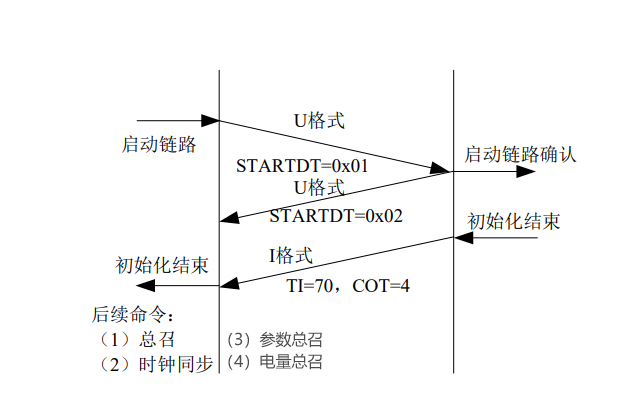 U格式
启动链路
STARTDT=0x01
启动链路确认
U格式
STARTDT=0x02
初始化结束
I格式
初始化结束
TI=70，COT=4
后续命令：
（1）总召 （3）参数总召
（2）时钟同步 （4）电量总召